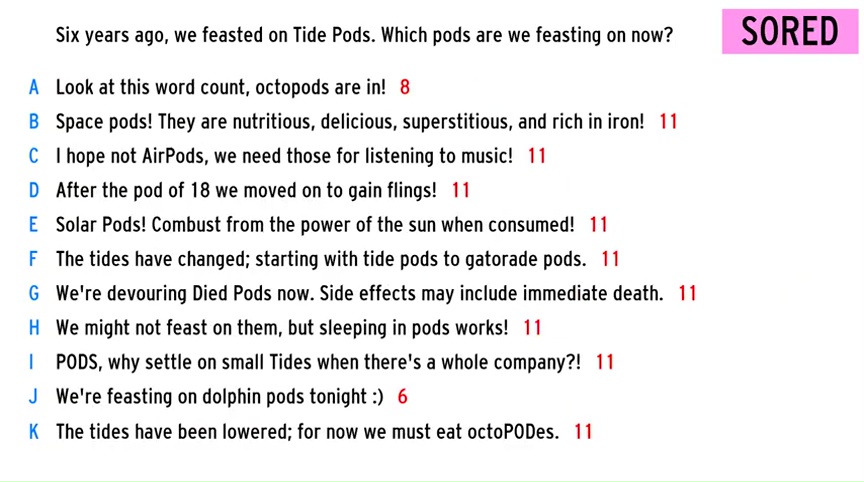 Six years ago, we feasted on Tide Pods. Which pods are we feasting on now?
SORED
A Look at this word count, octopods are in! 8
B Space pods! They are nutritious, delicious, superstitious, and rich in iron! 11
C I hope not AirPods, we need those for listening to music! 11
D After the pod of 18 we moved on to gain flings! 11
E Solar Pods! Combust from the power of the sun when consumed! 11
F The tides have changed; starting with tide pods to gatorade pods. 11
G We're devouring Died Pods now. Side effects may include immediate death. 11
H We might not feast on them, but sleeping in pods works! 11
I PODS, why settle on small Tides when there's a whole company?! 11
J We're feasting on dolphin pods tonight :) 6
K The tides have been lowered; for now we must eat octoPODes. 11